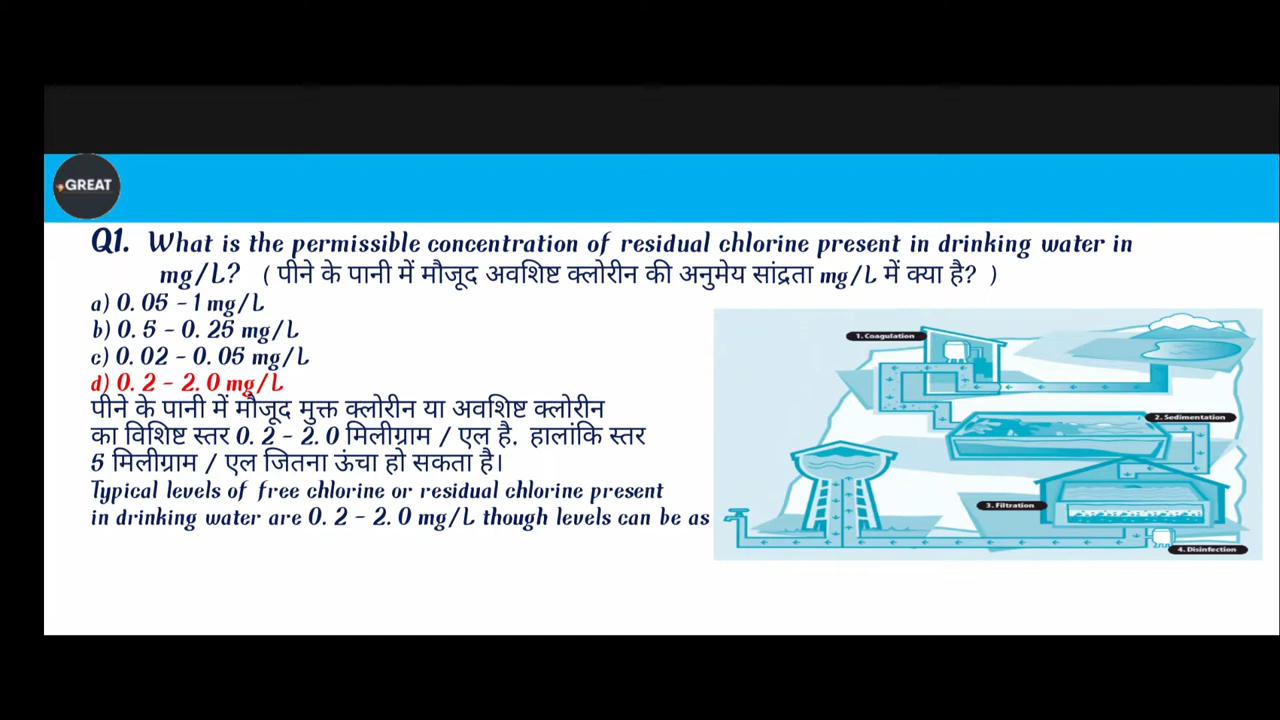 GREAT
Q1. What is the permissible concentration of residual chlorine present in drinking water in
mg/L? ( पीने के पानी में मौजूद अवशिष्ट क्लोरीन की अनुमेय सांद्रता mg/L में क्या है? )
a) 0.05 - 1 mg/L
b) 0.5 - 0.25 mg/L
c) 0.02 - 0.05 mg/L
d) 0.2 - 2.0 mg/L
पीने के पानी में मौजूद मुक्त क्लोरीन या अवशिष्ट क्लोरीन
का विशिष्ट स्तर 0.2 - 2.0 मिलीग्राम / एल है. हालांकि स्तर
5 मिलीग्राम / एल जितना ऊंचा हो सकता है।
Typical levels of free chlorine or residual chlorine present
in drinking water are 0.2 - 2.0 mg/L though levels can be as
1. Coagulation
2. Sedimentation
3. Filtration
4. Disinfection